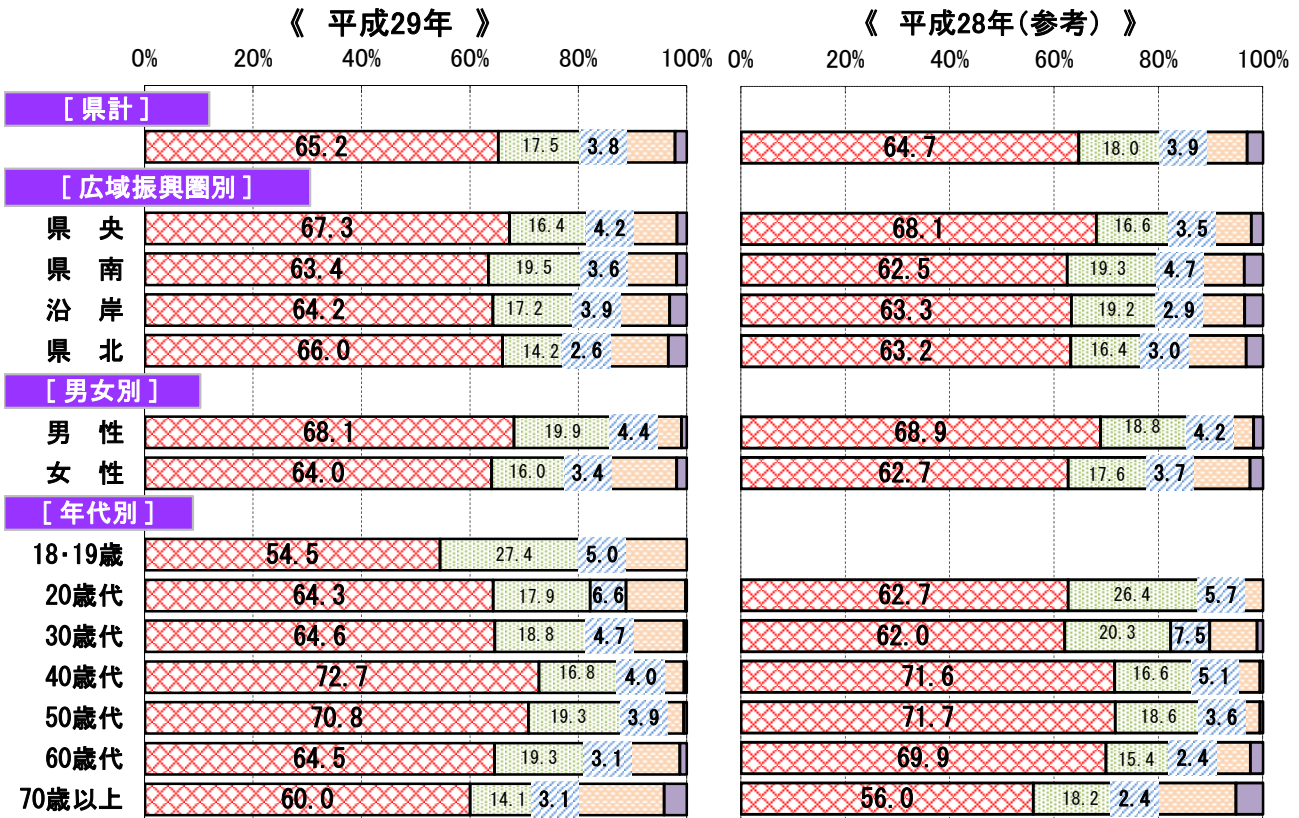 《 平成29年 》 《 平成28年(参考) 》
0% 20% 40% 60% 80% 100% 0% 20% 40% 60% 80% 100%
[ 県計 ]
65.2 17.5 3.8 64.7 18.0 3.9
[ 広域振興圏別 ]
県 央 67.3 16.4 4.2 68.1 16.6 3.5
県 南 63.4 19.5 3.6 62.5 19.3 4.7
沿 岸 64.2 17.2 3.9 63.3 19.2 2.9
県 北 66.0 14.2 2.6 63.2 16.4 3.0
[ 男女別 ]
男 性 68.1 19.9 4.4 68.9 18.8 4.2
女 性 64.0 16.0 3.4 62.7 17.6 3.7
[ 年代別 ]
18・19歳 54.5 27.4 5.0
20歳代 64.3 17.9 6.6 62.7 26.4 5.7
30歳代 64.6 18.8 4.7 62.0 20.3 7.5
40歳代 72.7 16.8 4.0 71.6 16.6 5.1
50歳代 70.8 19.3 3.9 71.7 18.6 3.6
60歳代 64.5 19.3 3.1 69.9 15.4 2.4
70歳以上 60.0 14.1 3.1 56.0 18.2 2.4